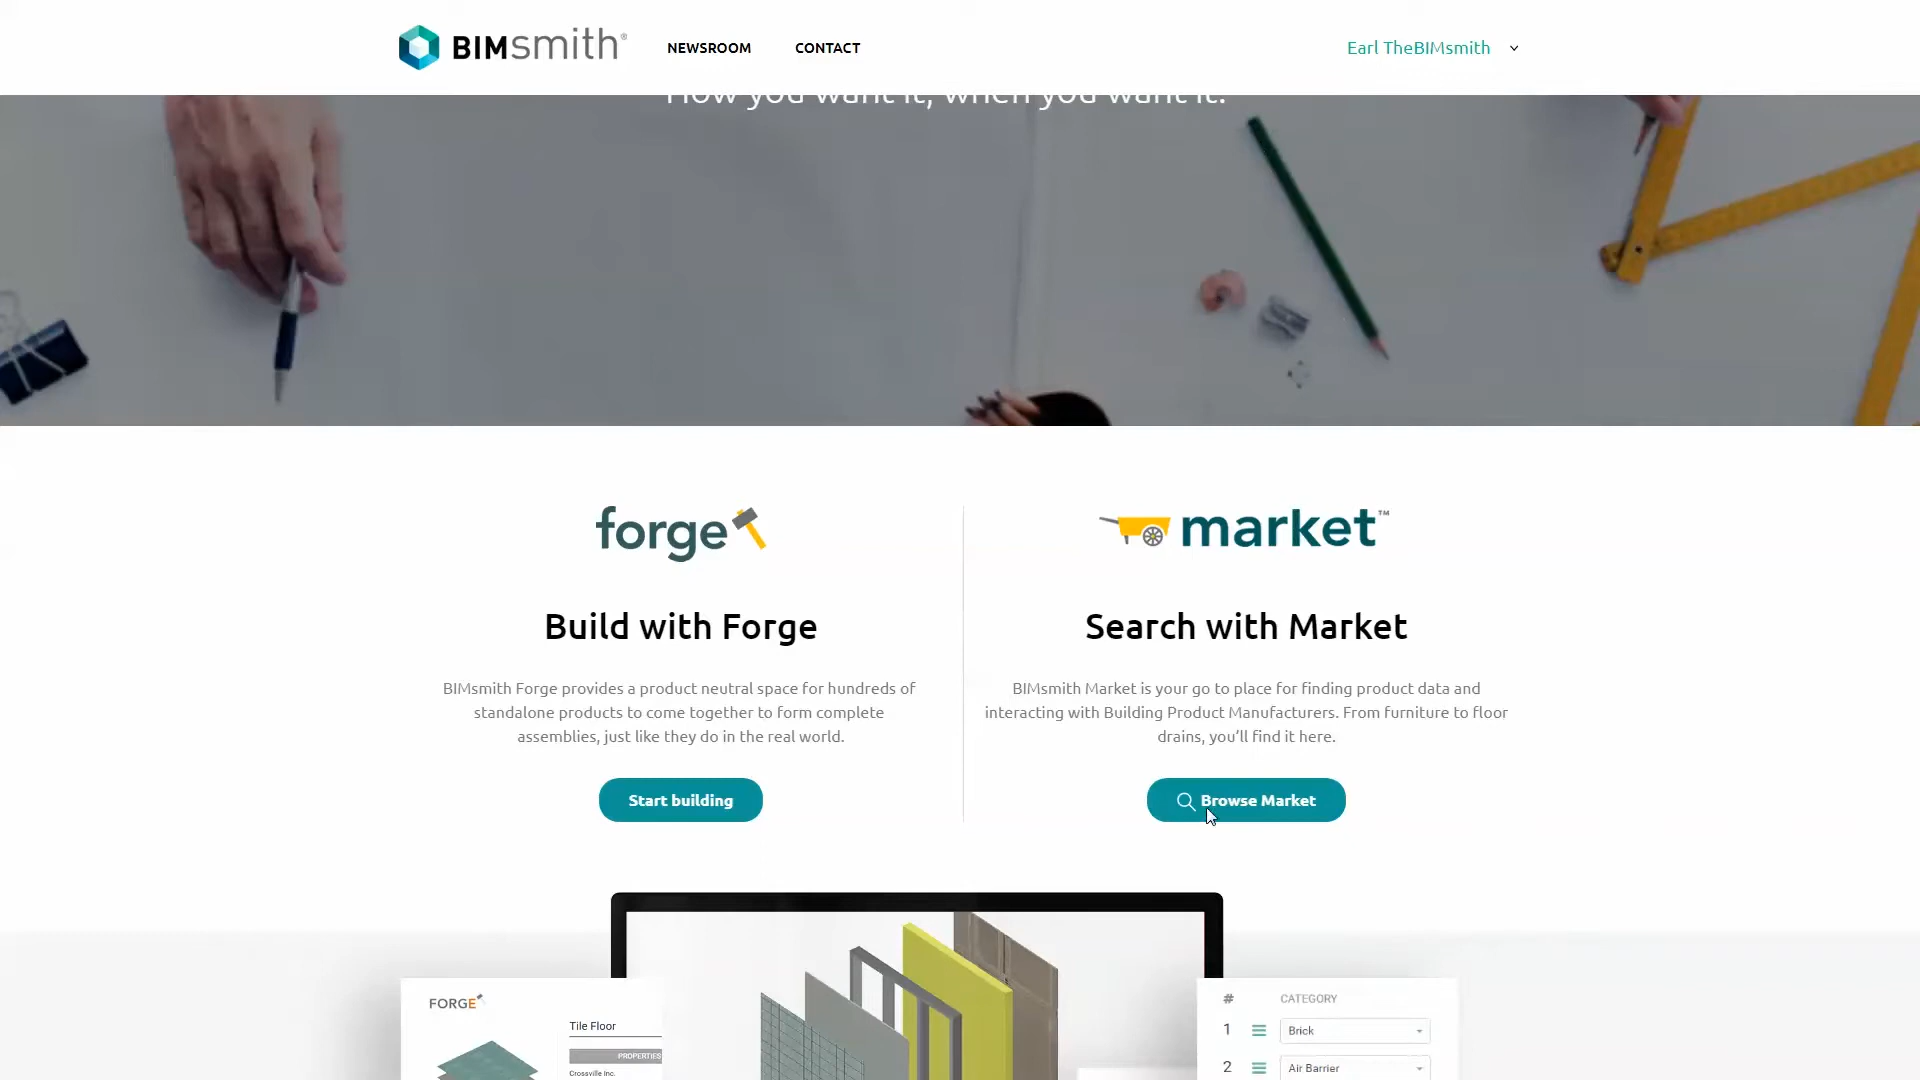 BIMsmith®
NEWSROOM
CONTACT
Earl TheBIMsmith
How you want it, when you want it.
forge
market™
Build with Forge
Search with Market
BIMsmith Forge provides a product neutral space for hundreds of
standalone products to come together to form complete
assemblies, just like they do in the real world.
BIMsmith Market is your go to place for finding product data and
interacting with Building Product Manufacturers. From furniture to floor
drains, you’ll find it here.
Start building
Browse Market
FORGE
Tile Floor
PROPERTIES
Crossville Inc.
# CATEGORY
1 Brick
2 Air Barrier